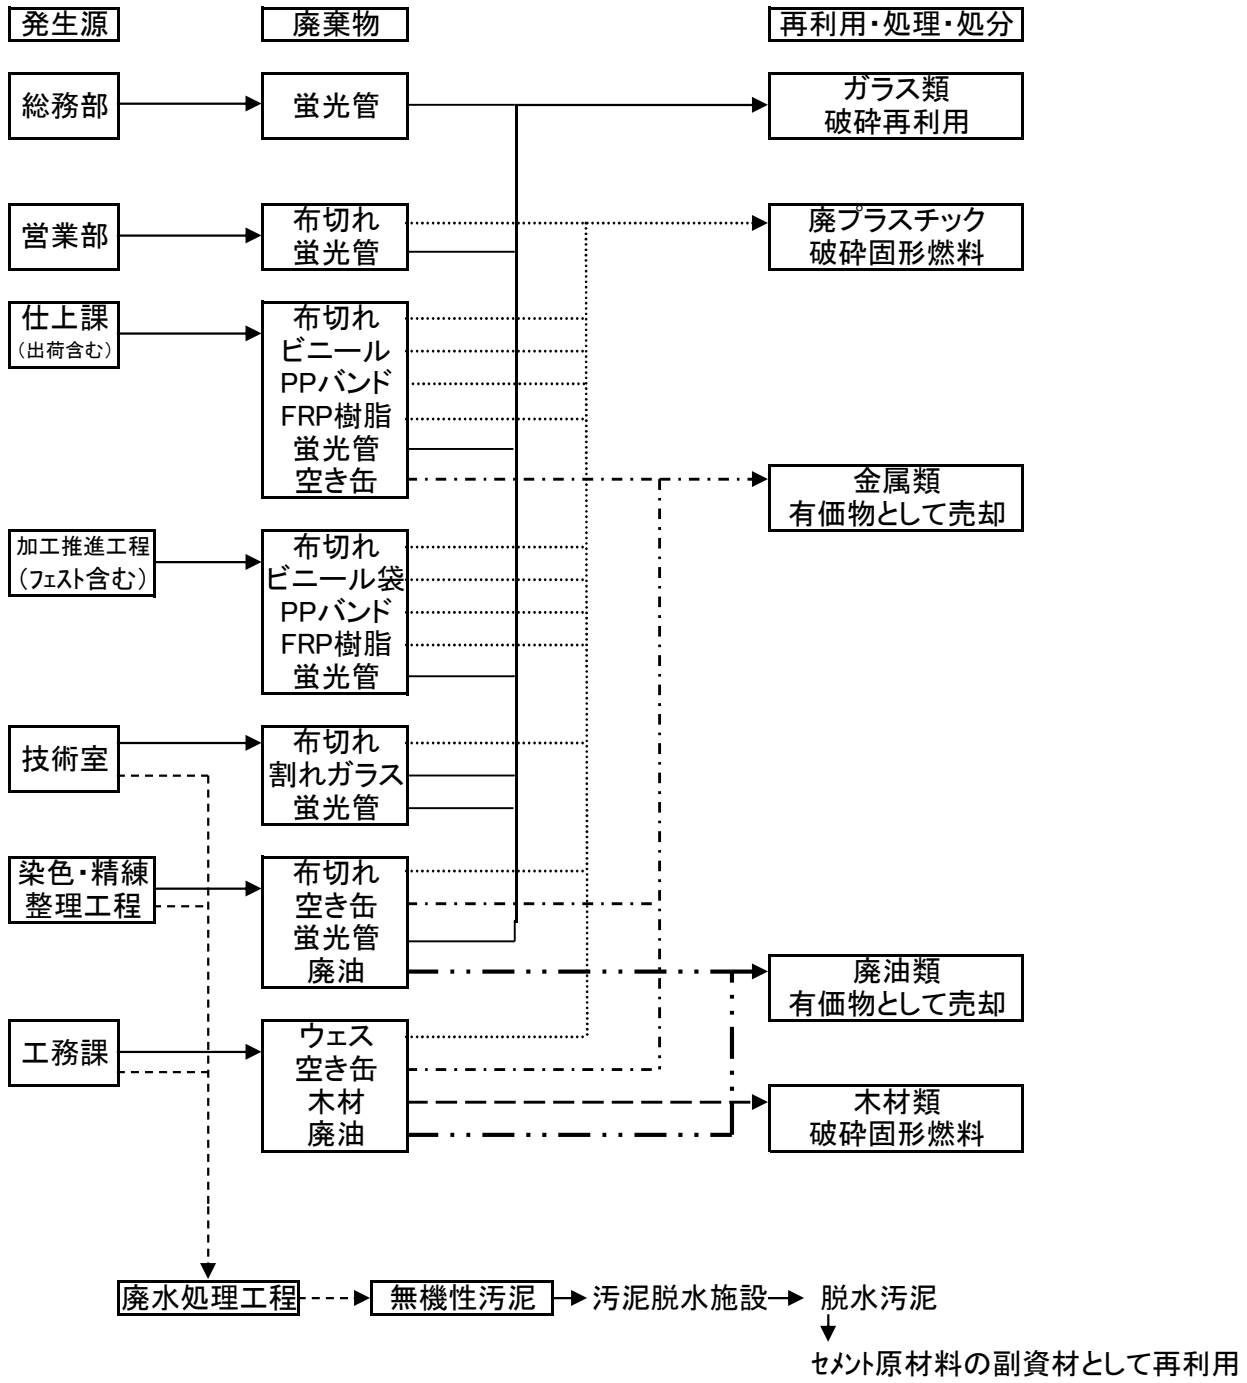 発生源
廃棄物
再利用・処理・処分
総務部
蛍光管
ガラス類
破砕再利用
営業部
布切れ
蛍光管
廃プラスチック
破砕固形燃料
仕上課
（出荷含む）
布切れ
ビニール
PPバンド
FRP樹脂
蛍光管
空き缶
金属類
有価物として売却
加工推進工程
（フェスト含む）
布切れ
ビニール袋
PPバンド
FRP樹脂
蛍光管
技術室
布切れ
割れガラス
蛍光管
染色・精練
整理工程
布切れ
空き缶
蛍光管
廃油
廃油類
有価物として売却
工務課
ウェス
空き缶
木材
廃油
木材類
破砕固形燃料
廃水処理工程
無機性汚泥
汚泥脱水施設
脱水汚泥
セメント原材料の副資材として再利用